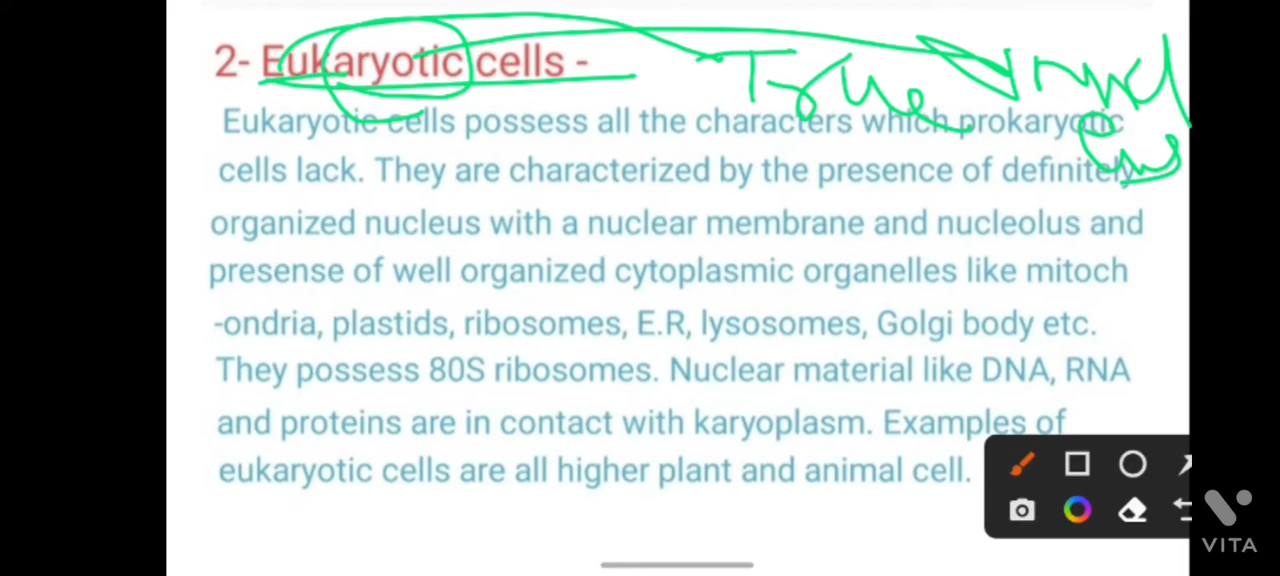 2- Eukaryotic cells -
True
Eukaryotic cells possess all the characters which prokaryotic
cells lack. They are characterized by the presence of definitely
organized nucleus with a nuclear membrane and nucleolus and
presense of well organized cytoplasmic organelles like mitoch
-ondria, plastids, ribosomes, E.R, lysosomes, Golgi body etc.
They possess 80S ribosomes. Nuclear material like DNA, RNA
and proteins are in contact with karyoplasm. Examples of
eukaryotic cells are all higher plant and animal cell.
VITA